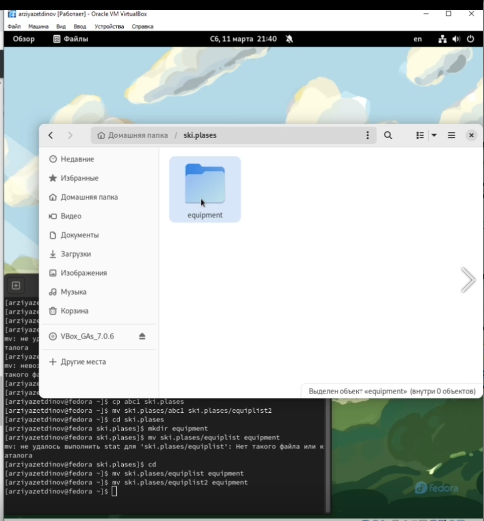 arziyazetdinov [Работает] - Oracle VM VirtualBox
Файл Машина Вид Ввод Устройства Справка
Обзор Файлы Сб, 11 марта 21:40 en
Домашняя папка / ski.plases
Недавние
Избранные
Домашняя папка
Видео
Документы
Загрузки
Изображения
Музыка
Корзина
VBox_GAs_7.0.6
+ Другие места
equipment
Выделен объект «equipment» (внутри 0 объектов)
[arziyaze
[arziyaze
[arziyaze
[arziyaze
mv: не уд
талога
[arziyaze
mv: невоз
такого фа
[arziyazetdinov@fedora ~]$ cp abc1 ski.plases
[arziyazetdinov@fedora ~]$ mv ski.plases/abc1 ski.plases/equiplist2
[arziyazetdinov@fedora ~]$ cd ski.plases
[arziyazetdinov@fedora ski.plases]$ mkdir equipment
[arziyazetdinov@fedora ski.plases]$ mv ski.plases/equiplist equipment
mv: не удалось выполнить stat для 'ski.plases/equiplist': Нет такого файла или к
аталога
[arziyazetdinov@fedora ski.plases]$ cd
[arziyazetdinov@fedora ~]$ mv ski.plases/equiplist equipment
[arziyazetdinov@fedora ~]$ mv ski.plases/equiplist2 equipment
[arziyazetdinov@fedora ~]$
fedora